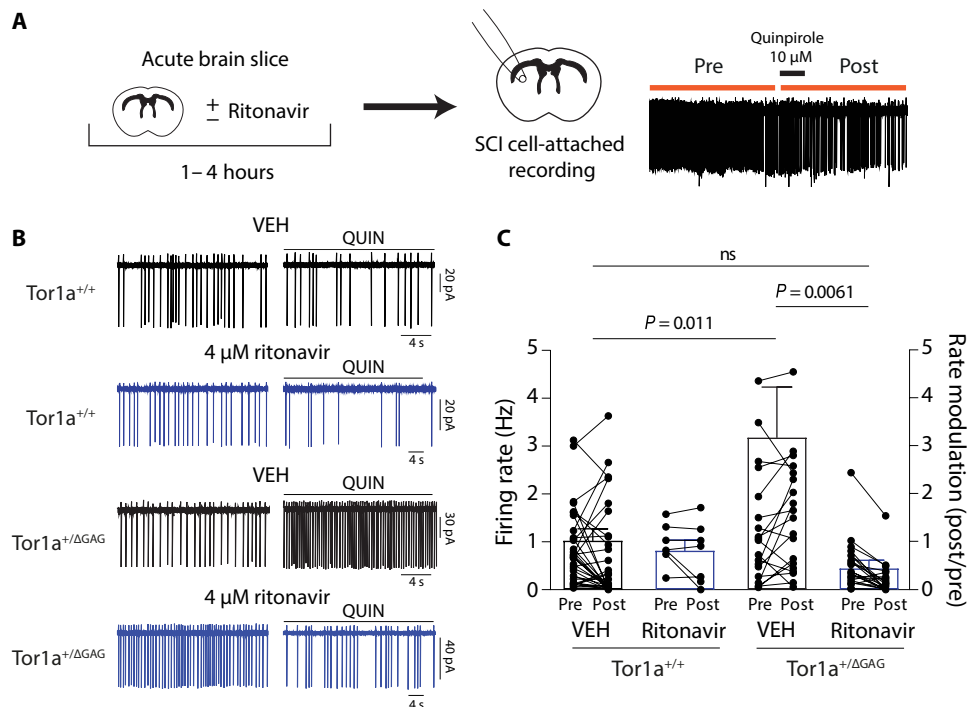 A
Acute brain slice
± Ritonavir
1– 4 hours
SCI cell-attached
recording
Quinpirole
10 µM
Pre
Post
B
VEH
QUIN
Tor1a+/+
20 pA
4 s
4 µM ritonavir
QUIN
Tor1a+/+
20 pA
4 s
VEH
QUIN
Tor1a+/ΔGAG
30 pA
4 s
4 µM ritonavir
QUIN
Tor1a+/ΔGAG
40 pA
4 s
C
ns
P = 0.0061
P = 0.011
Firing rate (Hz)
5
4
3
2
1
0
Rate modulation (post/pre)
5
4
3
2
1
0
Pre Post Pre Post Pre Post Pre Post
VEH Ritonavir VEH Ritonavir
Tor1a+/+ Tor1a+/ΔGAG